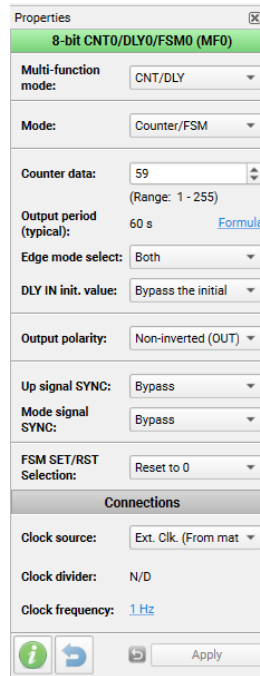 Properties
8-bit CNT0/DLY0/FSM0 (MF0)
Multi-function
mode:
CNT/DLY
Mode:
Counter/FSM
Counter data:
59
(Range: 1 - 255)
Output period
(typical):
60 s
Formula
Edge mode select:
Both
DLY IN init. value:
Bypass the initial
Output polarity:
Non-inverted (OUT)
Up signal SYNC:
Bypass
Mode signal
SYNC:
Bypass
FSM SET/RST
Selection:
Reset to 0
Connections
Clock source:
Ext. Clk. (From mat
Clock divider:
N/D
Clock frequency:
1 Hz
Apply